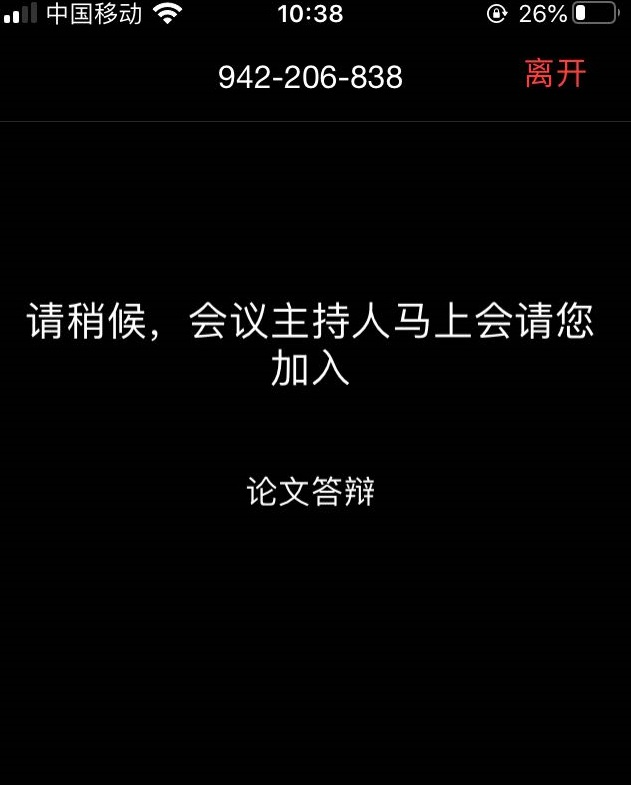 中国移动 10:38 26%
942-206-838 离开
请稍候，会议主持人马上会请您
加入
论文答辩